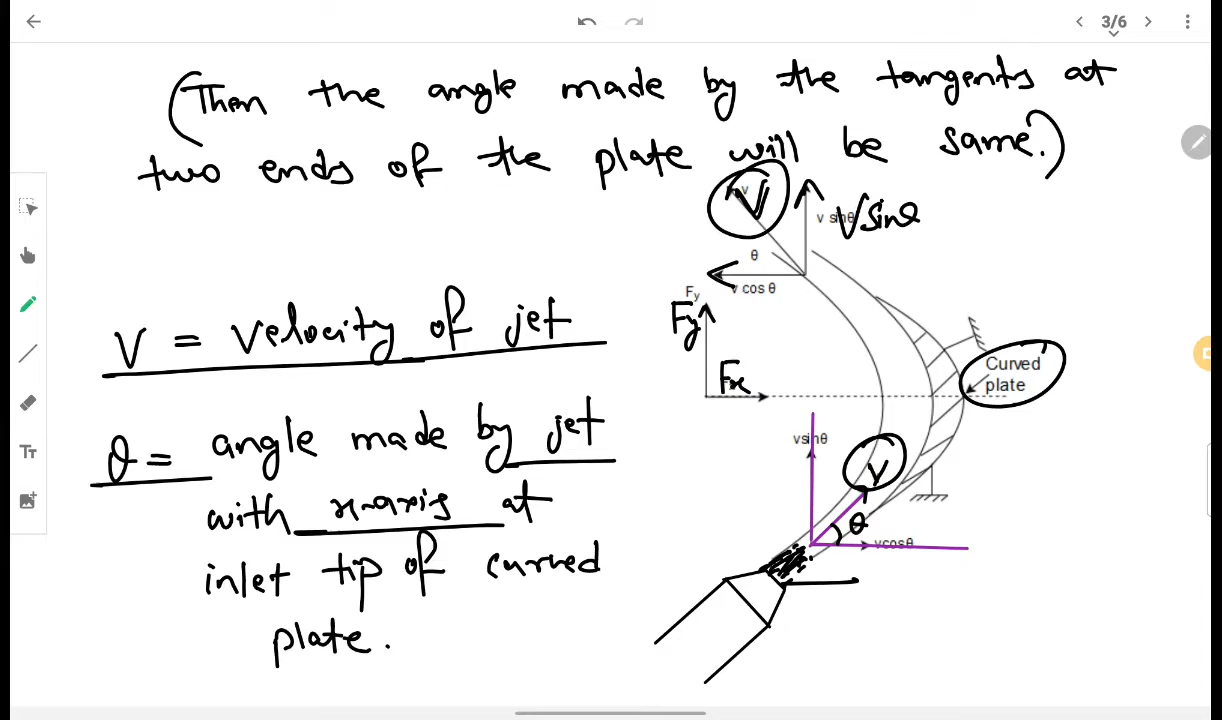 3/6
(Then the angle made by the tangents at
two ends of the plate will be same.)
v
V
v sinθ
Vsinθ
θ
v cos θ
Fy
Fy
Fx
V = Velocity of jet
Curved
plate
θ = angle made by jet
with x-axis at
inlet tip of curved
plate.
vsinθ
V
θ
vcosθ
TT